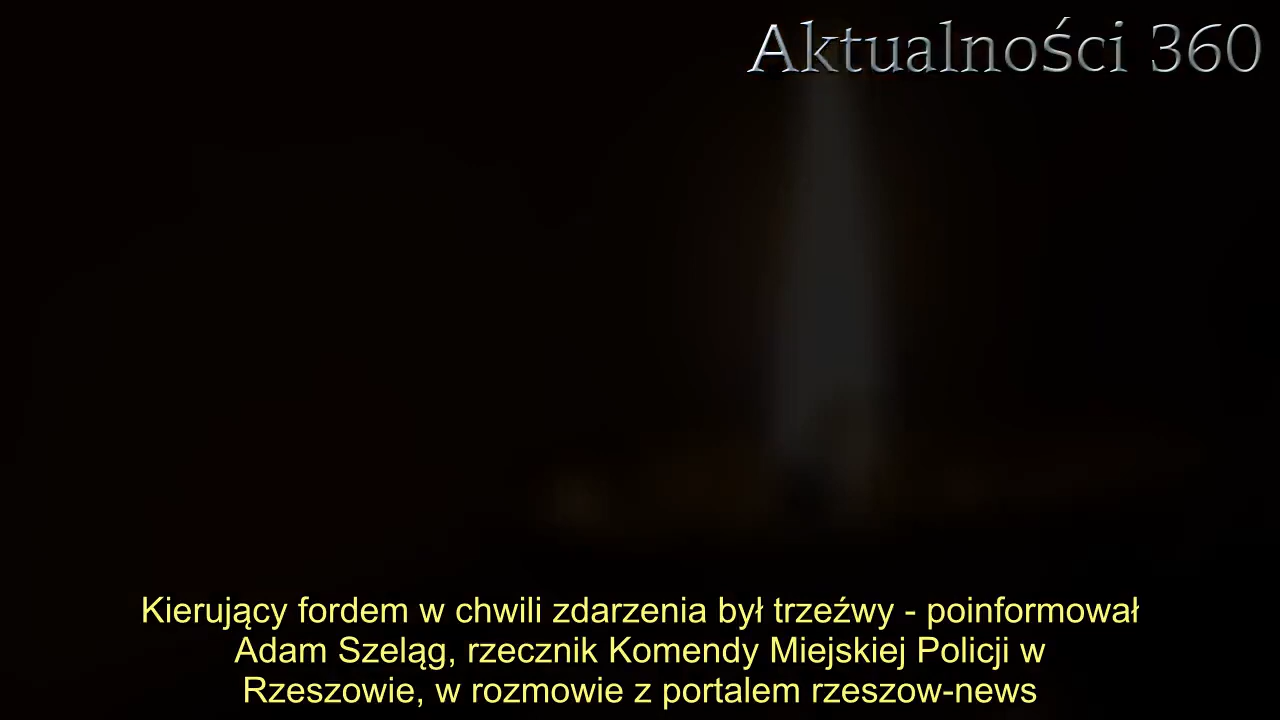 Aktualności 360
Kierujący fordem w chwili zdarzenia był trzeźwy - poinformował
Adam Szeląg, rzecznik Komendy Miejskiej Policji w
Rzeszowie, w rozmowie z portalem rzeszow-news